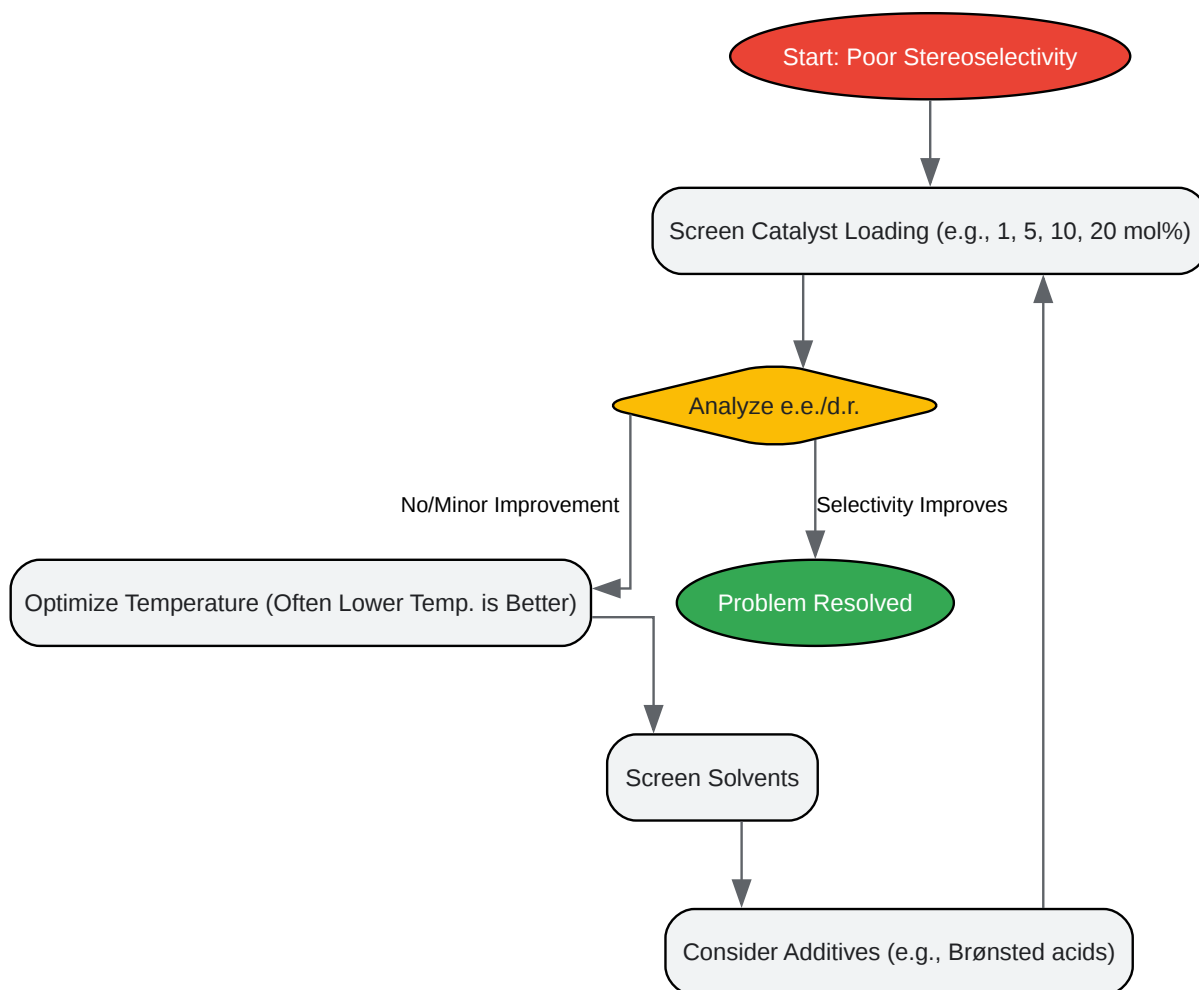 Start: Poor Stereoselectivity
Screen Catalyst Loading (e.g., 1, 5, 10, 20 mol%)
Analyze e.e./d.r.
No/Minor Improvement
Selectivity Improves
Optimize Temperature (Often Lower Temp. is Better)
Problem Resolved
Screen Solvents
Consider Additives (e.g., Brønsted acids)